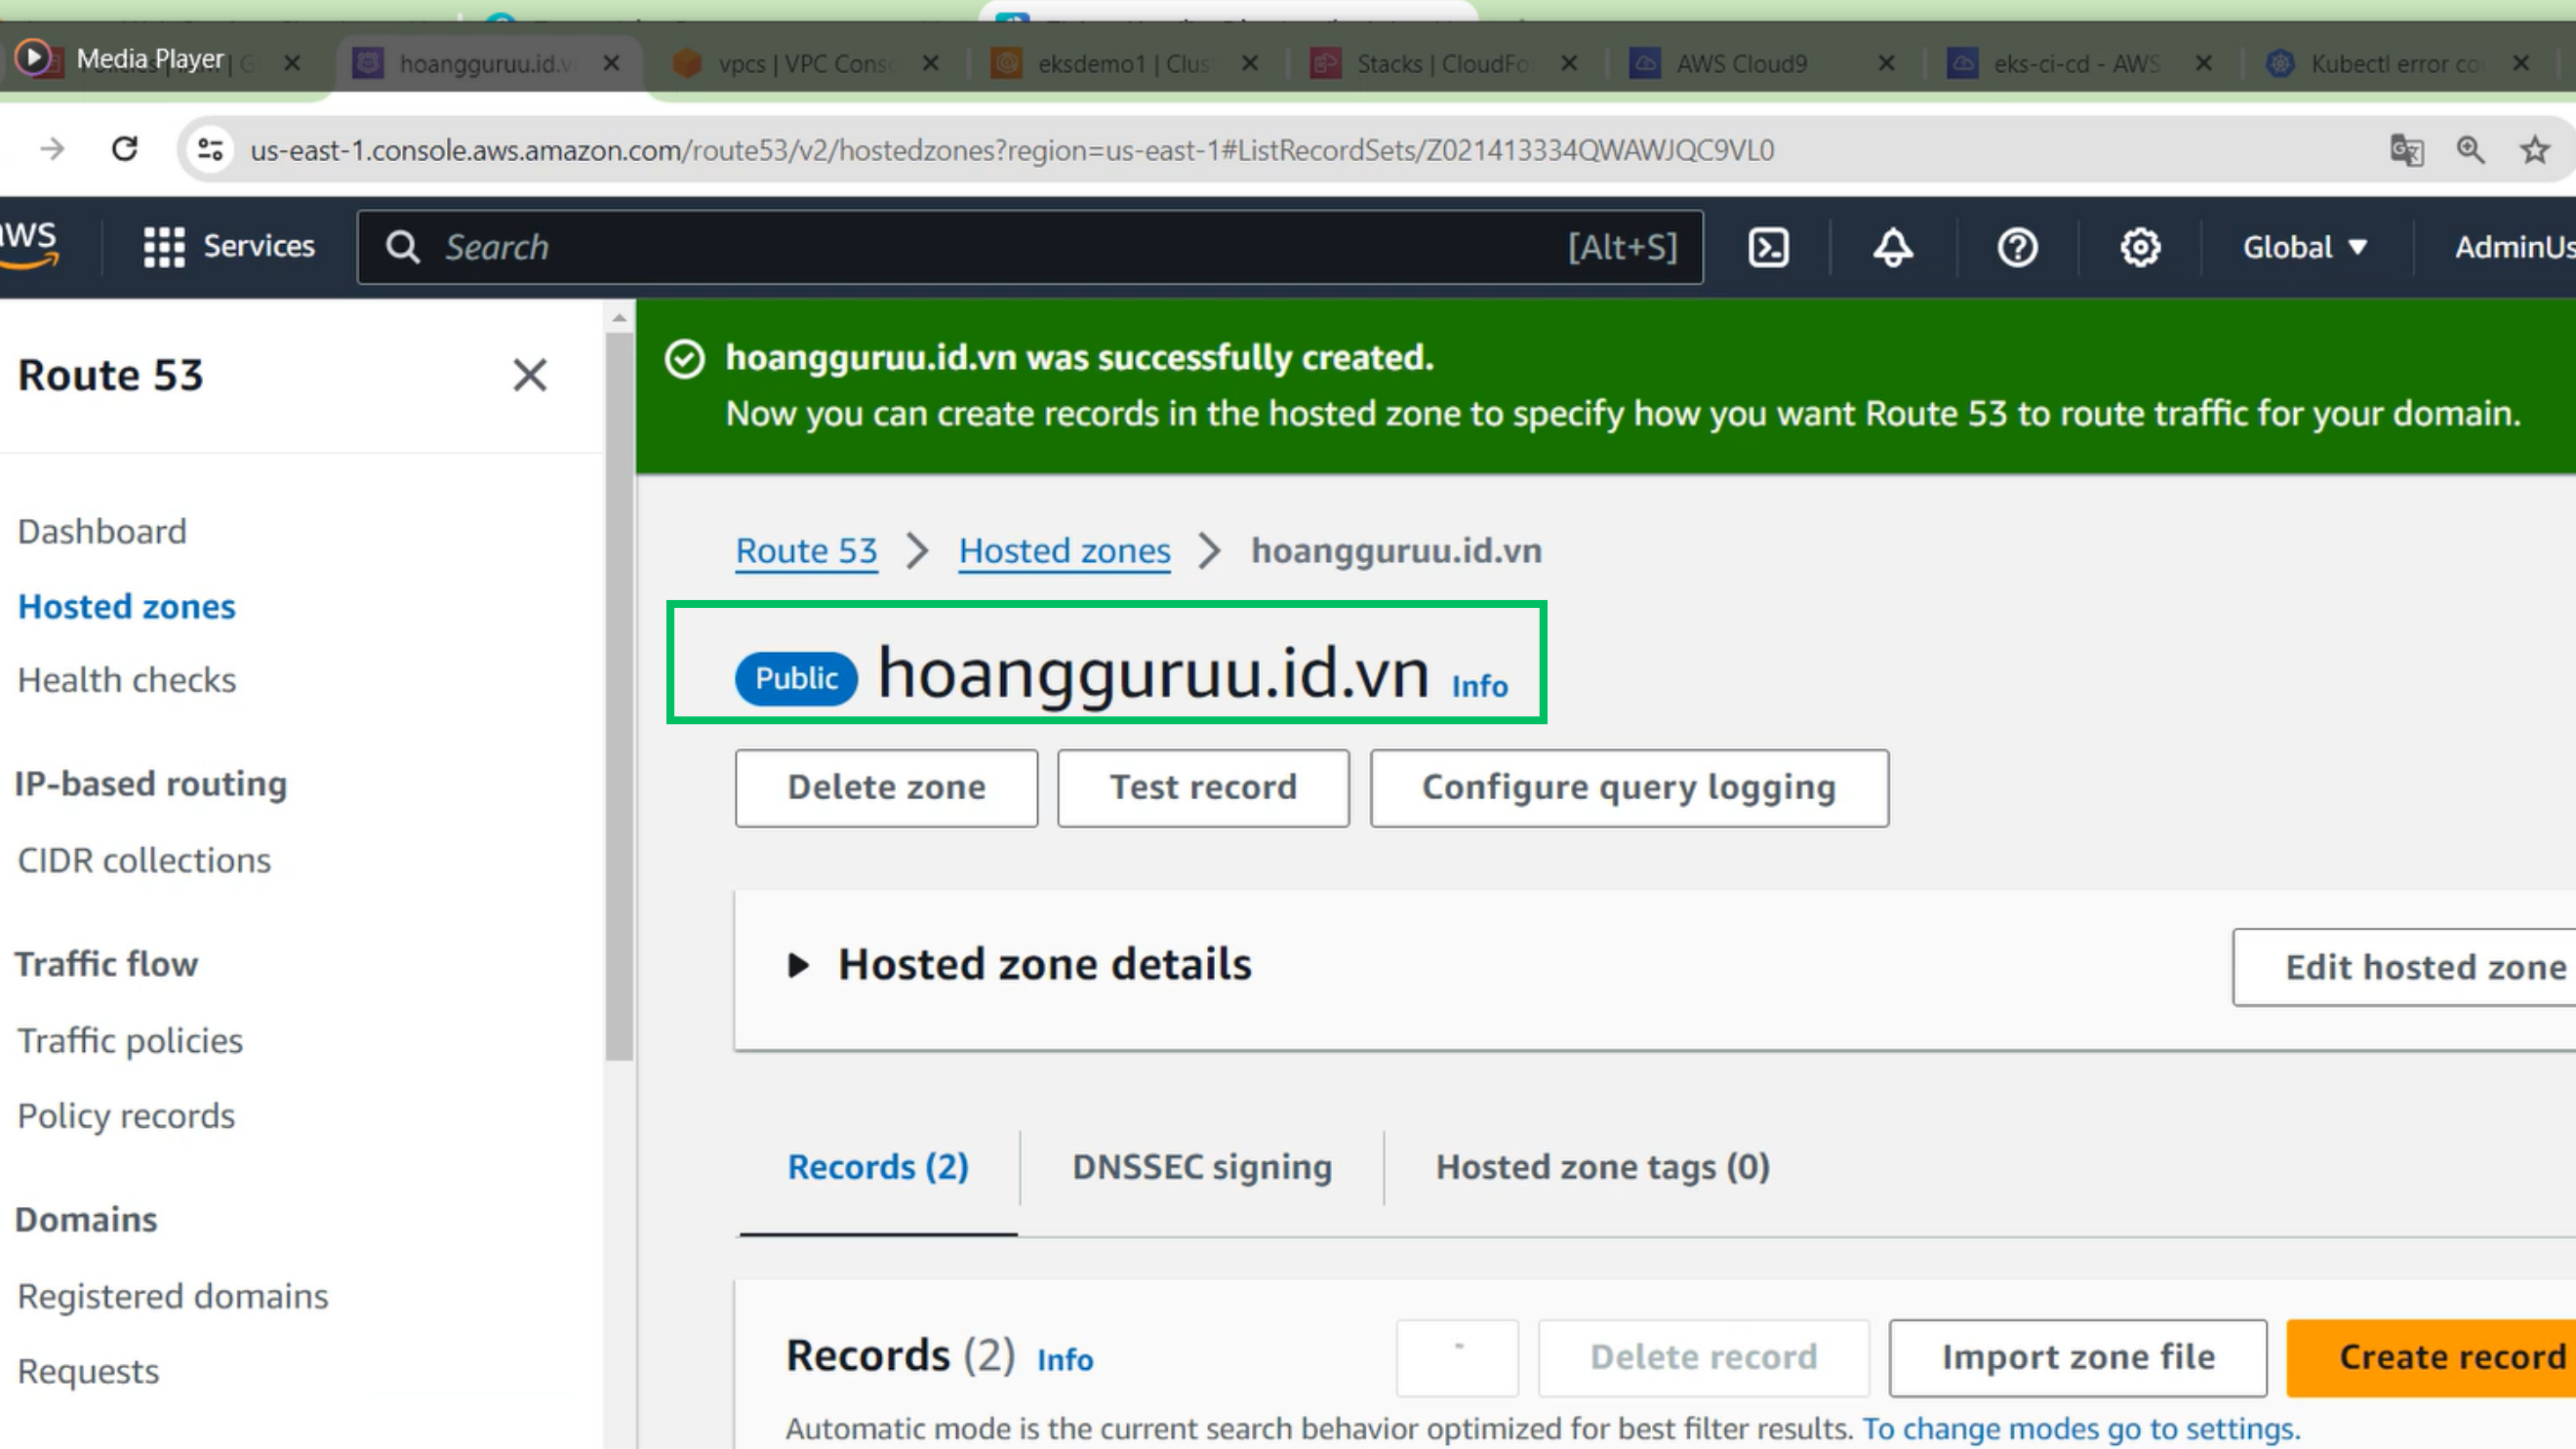 Media Player
hoangguruu.id.v
vpcs | VPC Conso
eksdemo1 | Clus
Stacks | CloudFo
AWS Cloud9
eks-ci-cd - AWS
Kubectl error co
us-east-1.console.aws.amazon.com/route53/v2/hostedzones?region=us-east-1#ListRecordSets/Z021413334QWAWJQC9VL0
aws
Services
Search
[Alt+S]
Global
AdminUs
Route 53
hoangguruu.id.vn was successfully created.
Now you can create records in the hosted zone to specify how you want Route 53 to route traffic for your domain.
Dashboard
Hosted zones
Health checks
IP-based routing
CIDR collections
Traffic flow
Traffic policies
Policy records
Domains
Registered domains
Requests
Route 53 > Hosted zones > hoangguruu.id.vn
Public hoangguruu.id.vn Info
Delete zone
Test record
Configure query logging
Hosted zone details
Edit hosted zone
Records (2)
DNSSEC signing
Hosted zone tags (0)
Records (2) Info
Delete record
Import zone file
Create record
Automatic mode is the current search behavior optimized for best filter results. To change modes go to settings.